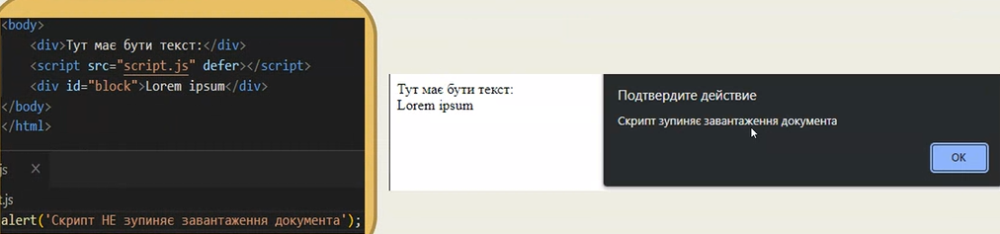 <body>
<div>Тут має бути текст:</div>
<script src="script.js" defer></script>
<div id="block">Lorem ipsum</div>
</body>
</html>
js ×
t.js
alert('Скрипт НЕ зупиняє завантаження документа');
Тут має бути текст:
Lorem ipsum
Подтвердите действие
Скрипт зупиняє завантаження документа
ОК